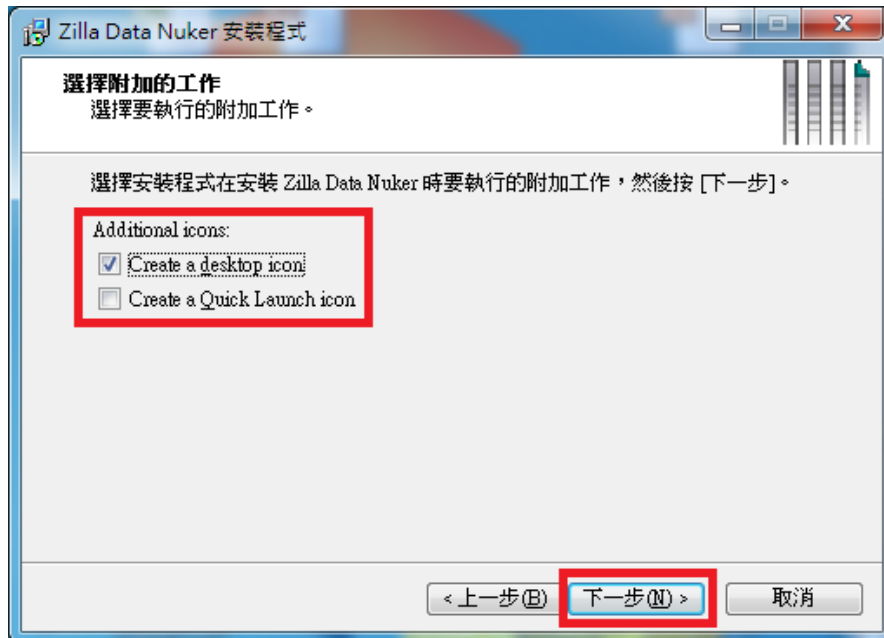 Zilla Data Nuker 安裝程式
選擇附加的工作
選擇要執行的附加工作。
選擇安裝程式在安裝 Zilla Data Nuker 時要執行的附加工作，然後按 [下一步]。
Additional icons:
Create a desktop icon
Create a Quick Launch icon
<上一步(B) 下一步(N) > 取消